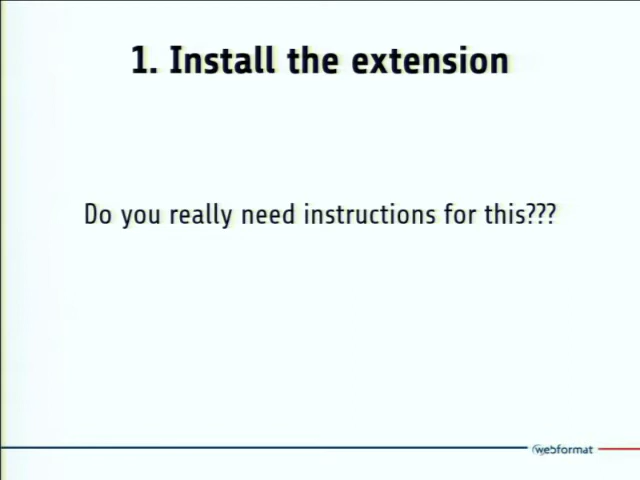 1. Install the extension
Do you really need instructions for this???
webformat